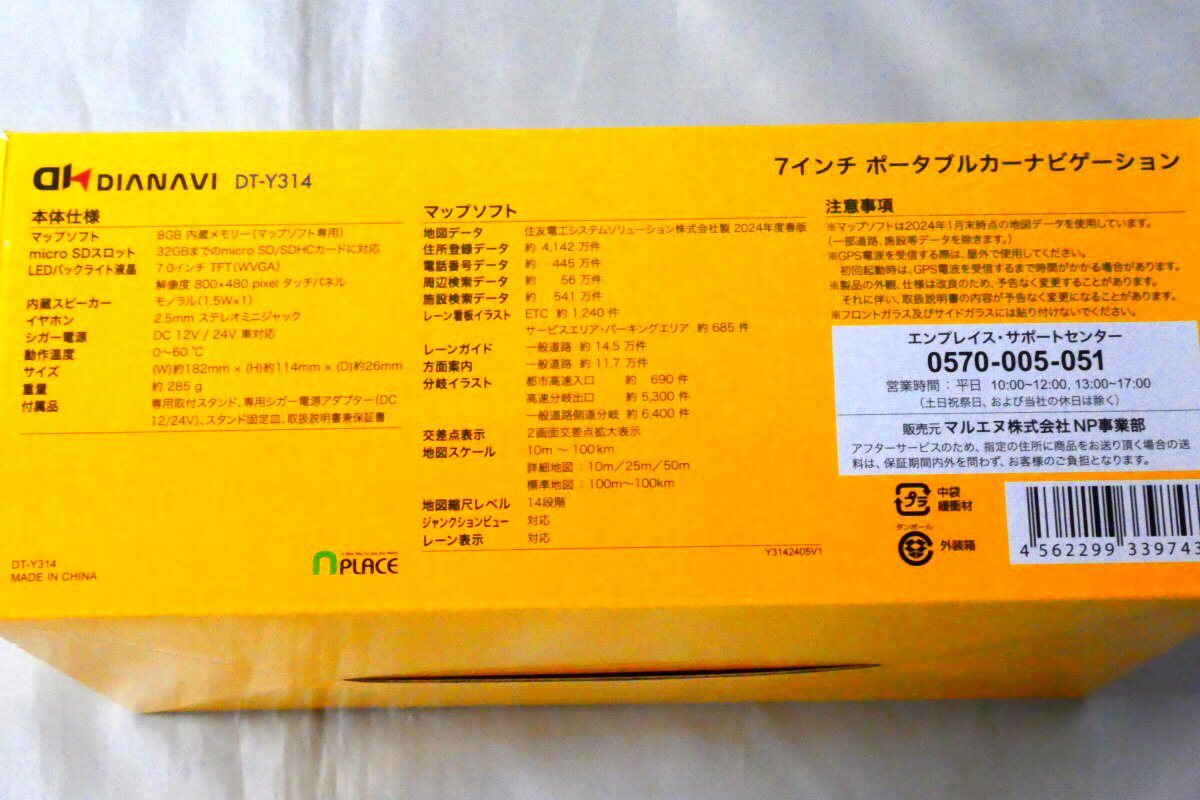 DIANAVI DT-Y314
7インチ ポータブルカーナビゲーション
本体仕様
マップソフト 8GB 内蔵メモリー(マップソフト専用)
micro SDスロット 32GBまでのmicro SD/SDHCカードに対応
LEDバックライト液晶 7.0インチ TFT(WVGA)
解像度 800×480 pixel タッチパネル
内蔵スピーカー モノラル(1.5W×1)
イヤホン 2.5mm ステレオミニジャック
シガー電源 DC 12V / 24V 車対応
動作温度 0～60℃
サイズ (W)約182mm × (H)約114mm × (D)約26mm
重量 約 285g
付属品 専用取付スタンド、専用シガー電源アダプター(DC
12/24V)、スタンド固定皿、取扱説明書兼保証書
DT-Y314
MADE IN CHINA
nPLACE
マップソフト
地図データ 住友電工システムソリューション株式会社製 2024年度春版
住所登録データ 約 4,142 万件
電話番号データ 約 445 万件
周辺検索データ 約 56 万件
施設検索データ 約 541 万件
レーン看板イラスト ETC 約 1,240 件
サービスエリア・パーキングエリア 約 685 件
レーンガイド 一般道路 約 14.5 万件
方面案内 一般道路 約 11.7 万件
分岐イラスト 都市高速入口 約 690 件
高速分岐出口 約 5,300 件
一般道路側道分岐 約 6,400 件
交差点表示 2画面交差点拡大表示
地図スケール 10m ～ 100km
詳細地図：10m／25m／50m
標準地図：100m～100km
地図縮尺レベル 14段階
ジャンクションビュー 対応
レーン表示 対応
Y3142405V1
注意事項
※マップソフトは2024年1月末時点の地図データを使用しています。
(一部道路、施設等データを除きます。)
※GPS電波を受信する際は、屋外で使用してください。
初回起動時は、GPS電波を受信するまで時間がかかる場合があります。
※製品の外観、仕様は改良のため、予告なく変更することがあります。
それに伴い、取扱説明書の内容が予告なく変更になることがあります。
※フロントガラス及びサイドガラスには貼り付けないでください。
エンプレイス・サポートセンター
0570-005-051
営業時間：平日 10:00~12:00, 13:00~17:00
(土日祝祭日、および当社の休日は除く)
販売元 マルエヌ株式会社 NP事業部
アフターサービスのため、指定の住所に商品をお送り頂く場合の送
料は、保証期間内外を問わず、お客様のご負担となります。
プラ 中袋
緩衝材
ダンボール
外装箱
4 562299 339743